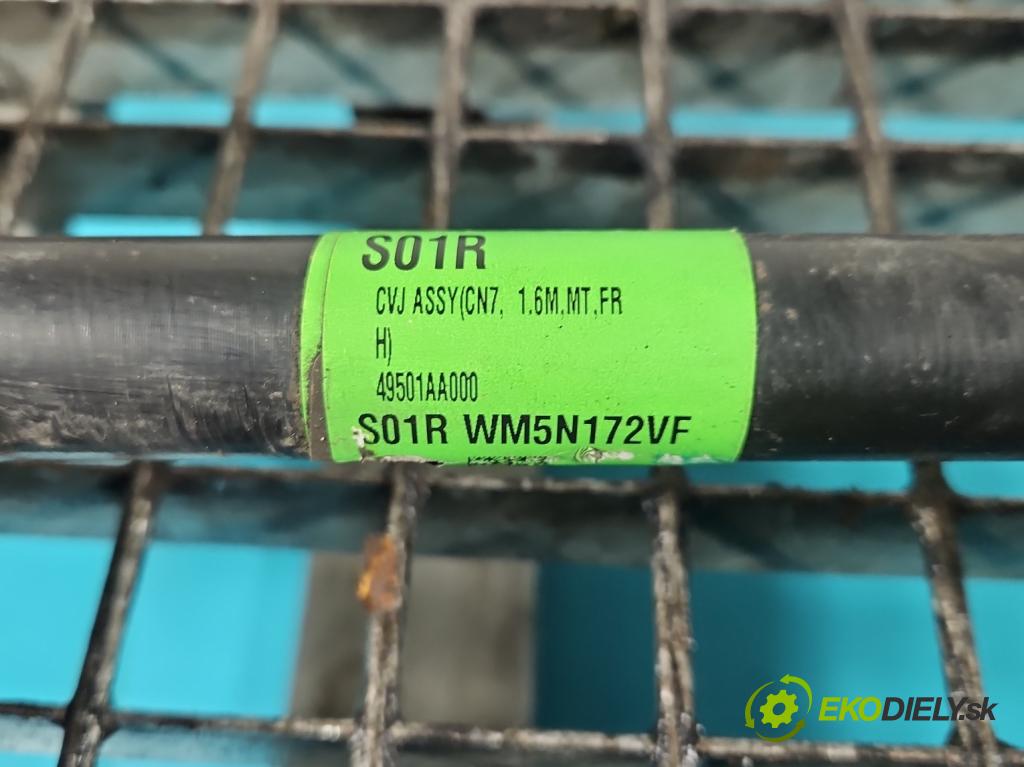 S01R
CVJ ASSY(CN7, 1.6M,MT,FR
H)
49501AA000
S01R WM5N172VF
EKODIELY.sk